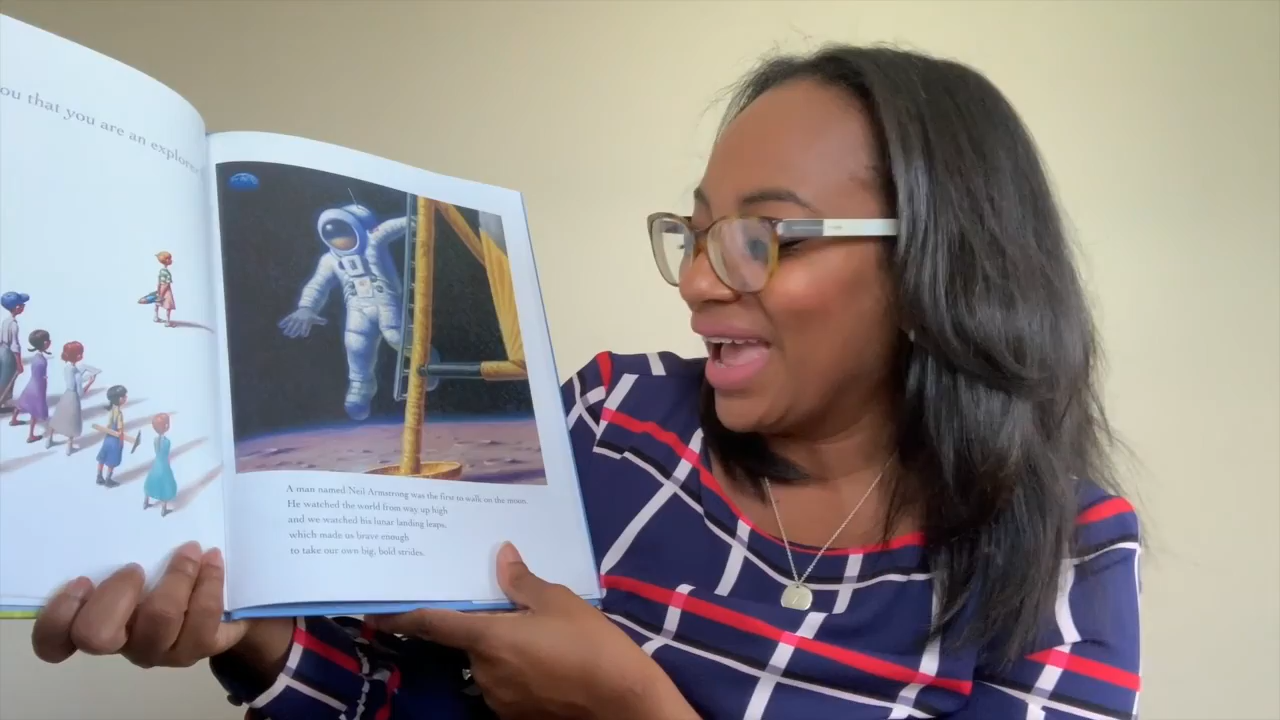 ou that you are an explorer
A man named Neil Armstrong was the first to walk on the moon.
He watched the world from way up high
and we watched his lunar landing leaps,
which made us brave enough
to take our own big, bold strides.